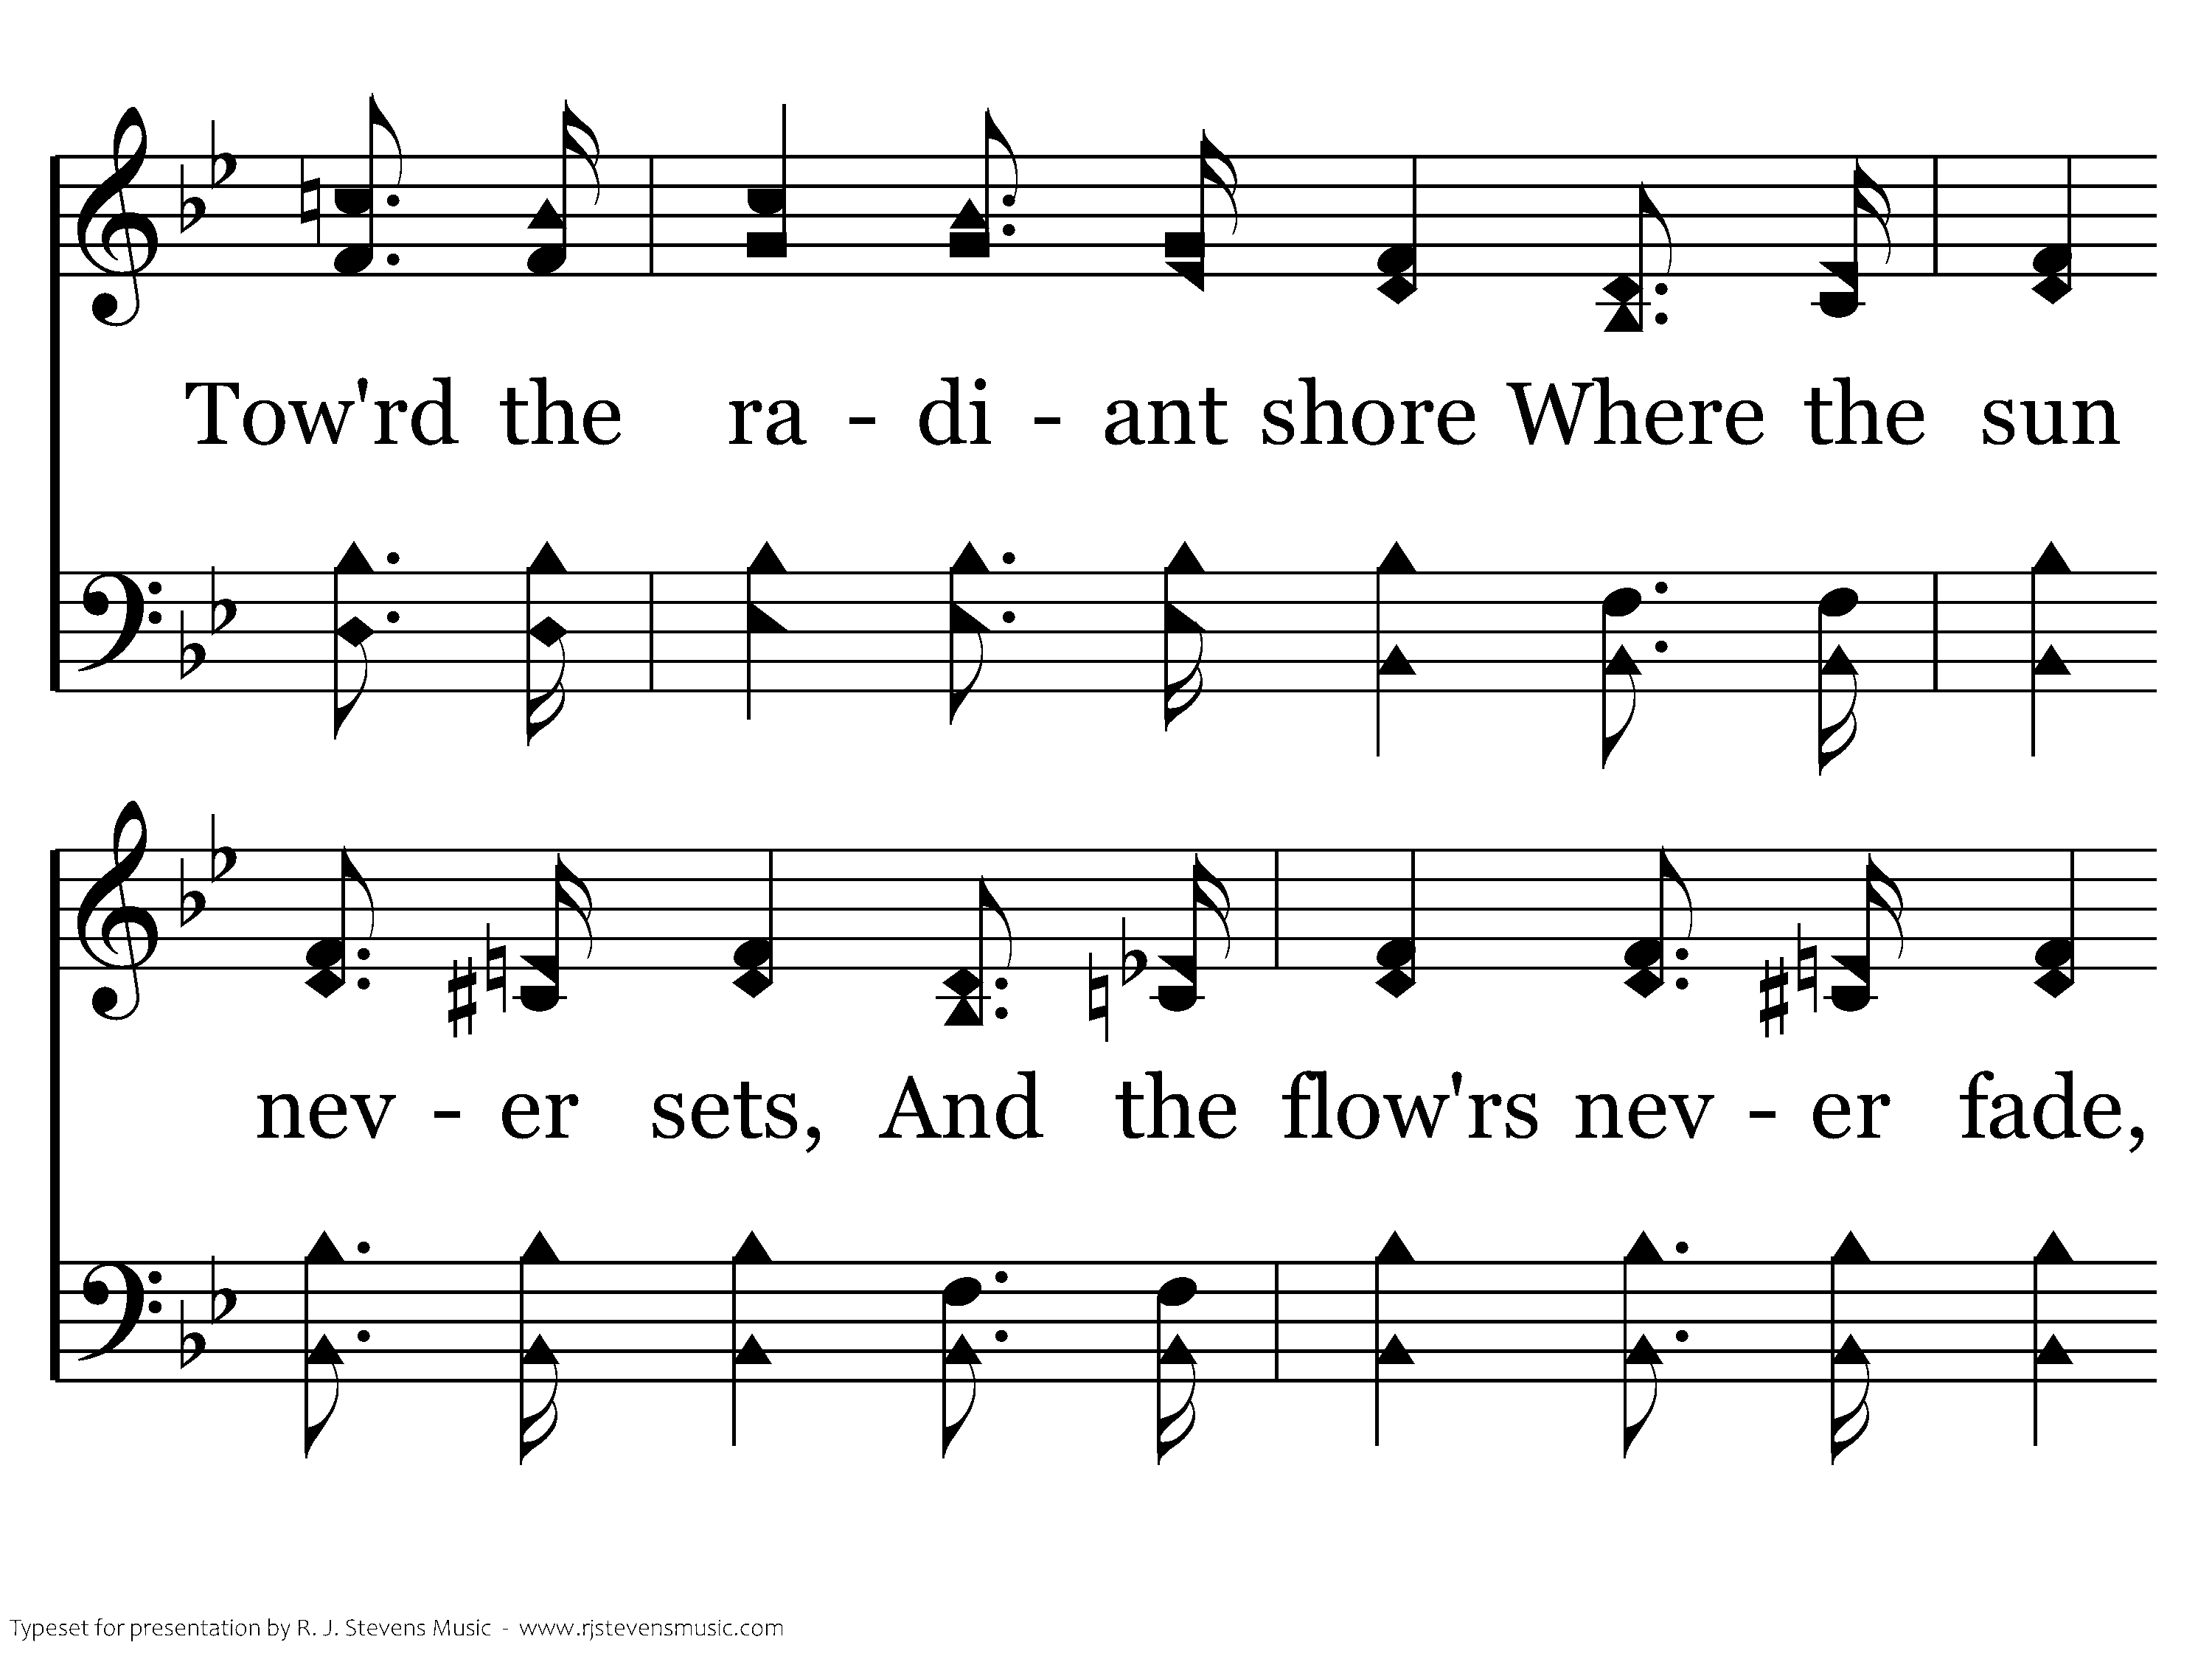 Tow'rd the ra - di - ant shore Where the sun
nev - er sets, And the flow'rs nev - er fade,
Typeset for presentation by R. J. Stevens Music - www.rjstevensmusic.com